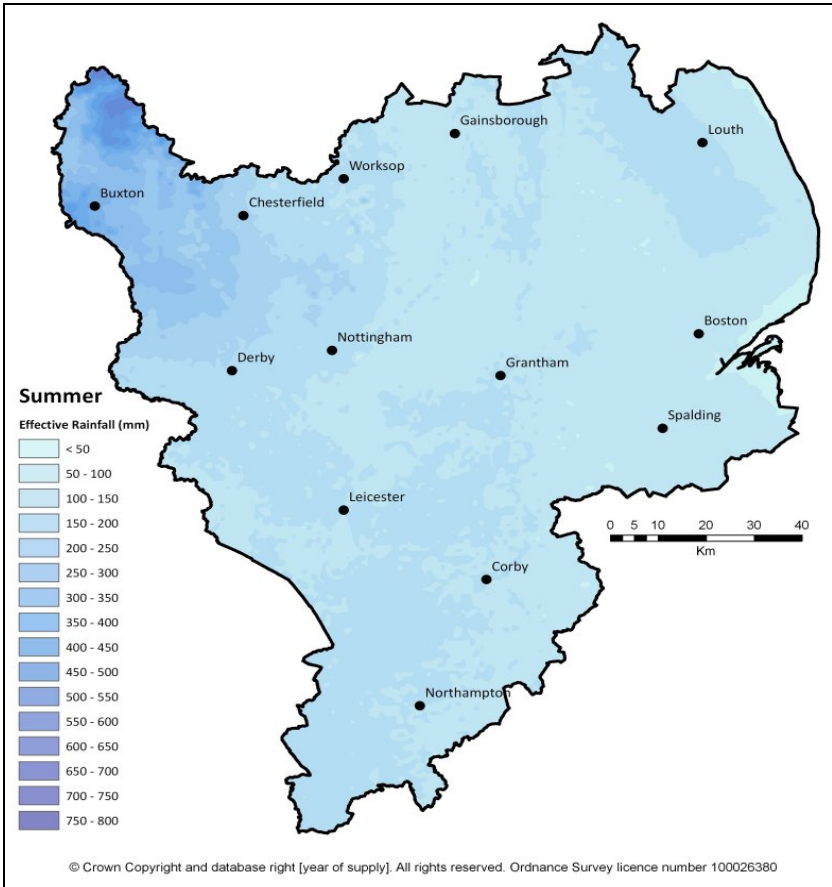 Gainsborough
Louth
Worksop
Buxton
Chesterfield
Boston
Nottingham
Derby
Grantham
Spalding
Leicester
Corby
Northampton
Summer
Effective Rainfall (mm)
< 50
50 - 100
100 - 150
150 - 200
200 - 250
250 - 300
300 - 350
350 - 400
400 - 450
450 - 500
500 - 550
550 - 600
600 - 650
650 - 700
700 - 750
750 - 800
0 5 10 20 30 40
Km
© Crown Copyright and database right [year of supply]. All rights reserved. Ordnance Survey licence number 100026380